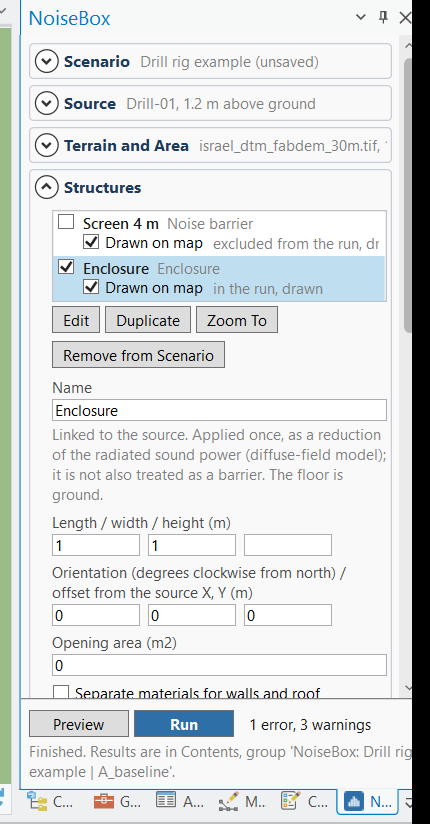 NoiseBox
Scenario Drill rig example (unsaved)
Source Drill-01, 1.2 m above ground
Terrain and Area israel_dtm_fabdem_30m.tif,
Structures
Screen 4 m Noise barrier
Drawn on map excluded from the run, dr
Enclosure Enclosure
Drawn on map in the run, drawn
Edit Duplicate Zoom To
Remove from Scenario
Name
Enclosure
Linked to the source. Applied once, as a reduction
of the radiated sound power (diffuse-field model);
it is not also treated as a barrier. The floor is
ground.
Length / width / height (m)
1 1
Orientation (degrees clockwise from north) /
offset from the source X, Y (m)
0 0 0
Opening area (m2)
0
Separate materials for walls and roof
Preview Run 1 error, 3 warnings
Finished. Results are in Contents, group 'NoiseBox: Drill rig
example | A_baseline'.
C... G... A... M... C... N...